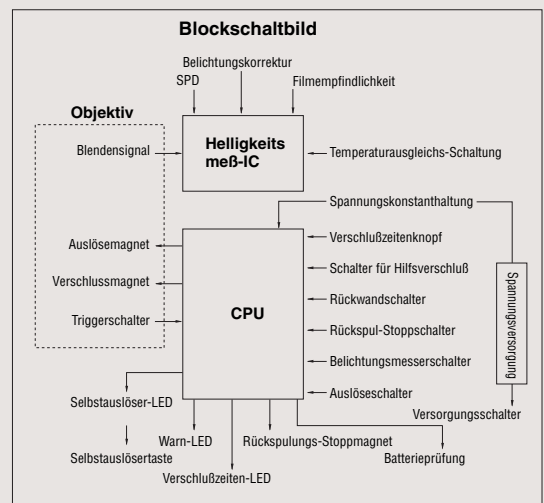 Blockschaltbild
Belichtungskorrektur
SPD
Filmempfindlichkeit
Objektiv
Blendensignal
Helligkeits
meß-IC
Temperaturausgleichs-Schaltung
Spannungskonstanthaltung
Auslösemagnet
Verschlußzeitenknopf
Schalter für Hilfsverschluß
Verschlussmagnet
Rückwandschalter
CPU
Spannungsversorgung
Triggerschalter
Rückspul-Stoppschalter
Belichtungsmesserschalter
Auslöseschalter
Selbstauslöser-LED
Versorgungsschalter
Warn-LED
Rückspulungs-Stoppmagnet
Selbstauslösertaste
Batterieprüfung
Verschlußzeiten-LED